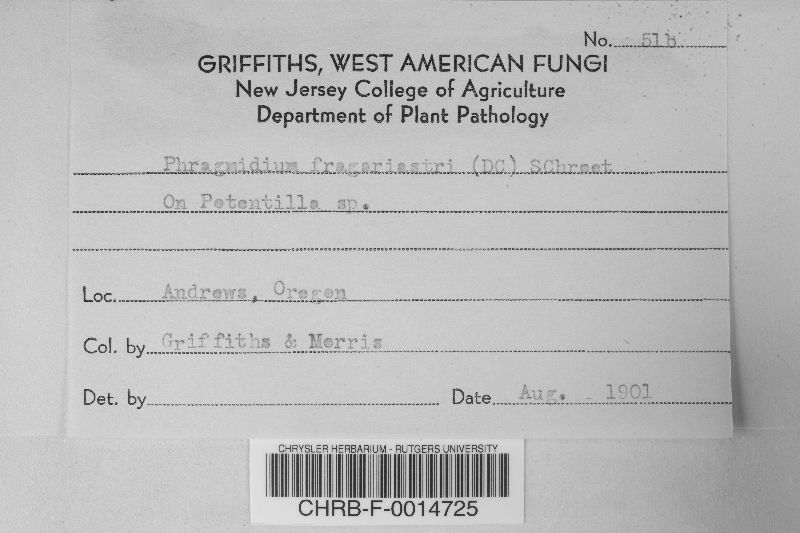 No. 51b
GRIFFITHS, WEST AMERICAN FUNGI
New Jersey College of Agriculture
Department of Plant Pathology
Phragmidium fragariastri (DC) SChroet
On Potentilla sp.
Loc. Andrews, Oregon
Col. by Griffiths & Morris
Det. by Date Aug. - 1901
CHRYSLER HERBARIUM - RUTGERS UNIVERSITY
CHRB-F-0014725